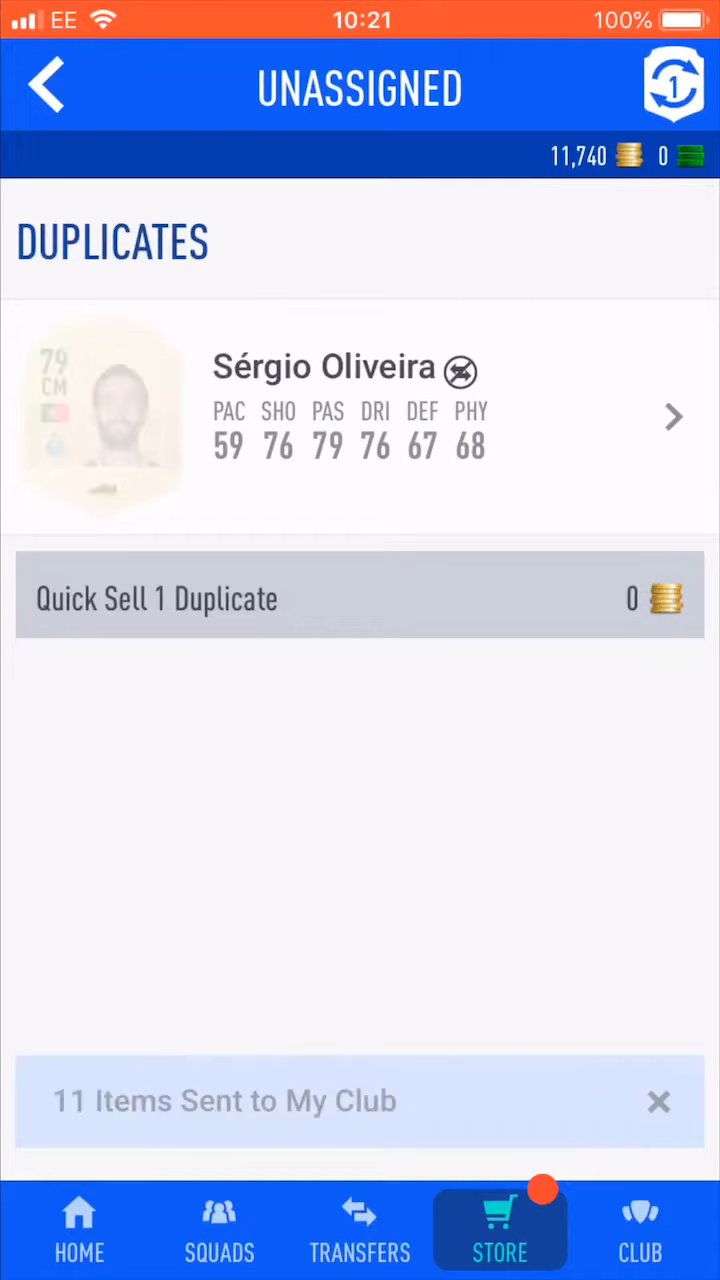 EE 10:21 100%
UNASSIGNED
1
11,740 0
DUPLICATES
79
CM
Sérgio Oliveira
PAC SHO PAS DRI DEF PHY
59 76 79 76 67 68
Quick Sell 1 Duplicate 0
11 Items Sent to My Club
HOME SQUADS TRANSFERS STORE CLUB